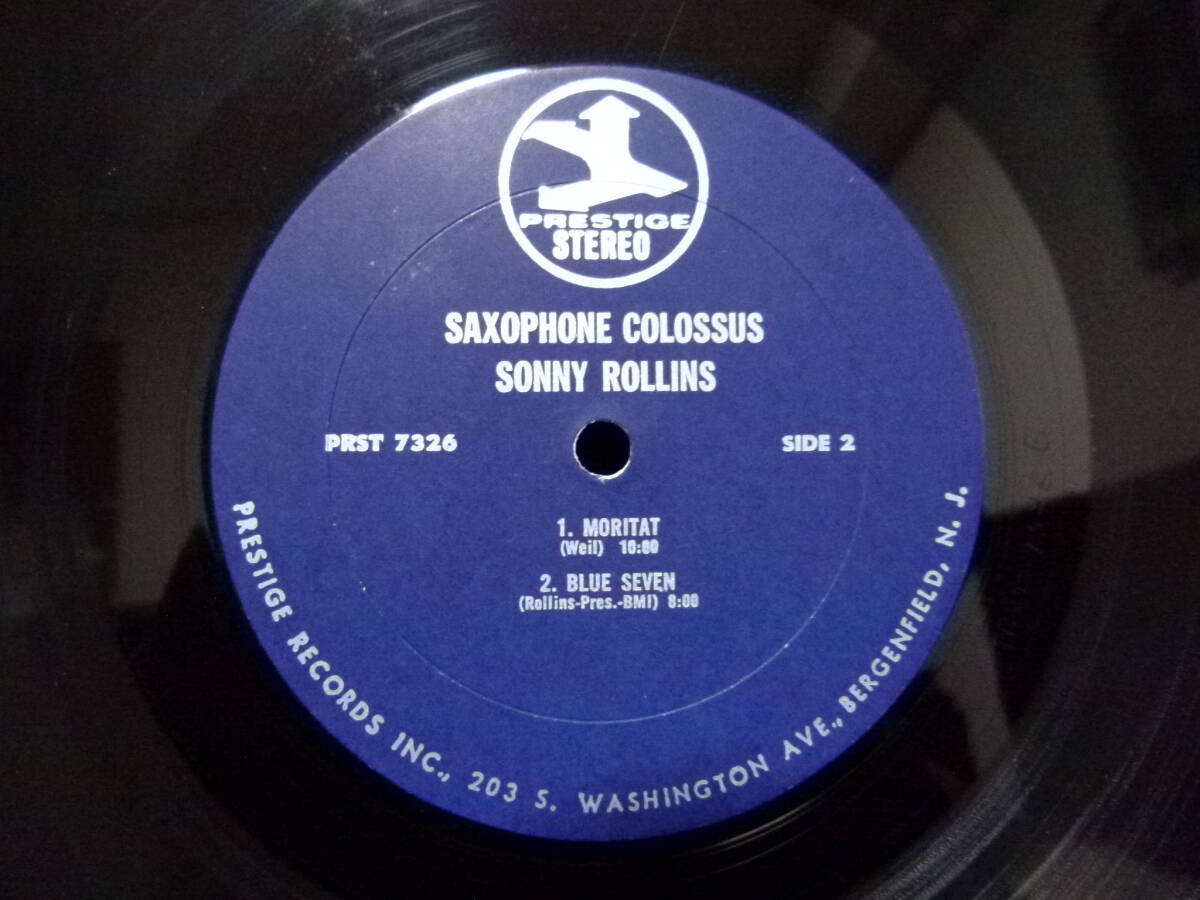 PRESTIGE
STEREO
SAXOPHONE COLOSSUS
SONNY ROLLINS
PRST 7326
SIDE 2
1. MORITAT
(Weil) 10:00
2. BLUE SEVEN
(Rollins-Pres.-BMI) 8:00
PRESTIGE RECORDS INC., 203 S. WASHINGTON AVE., BERGENFIELD, N. J.